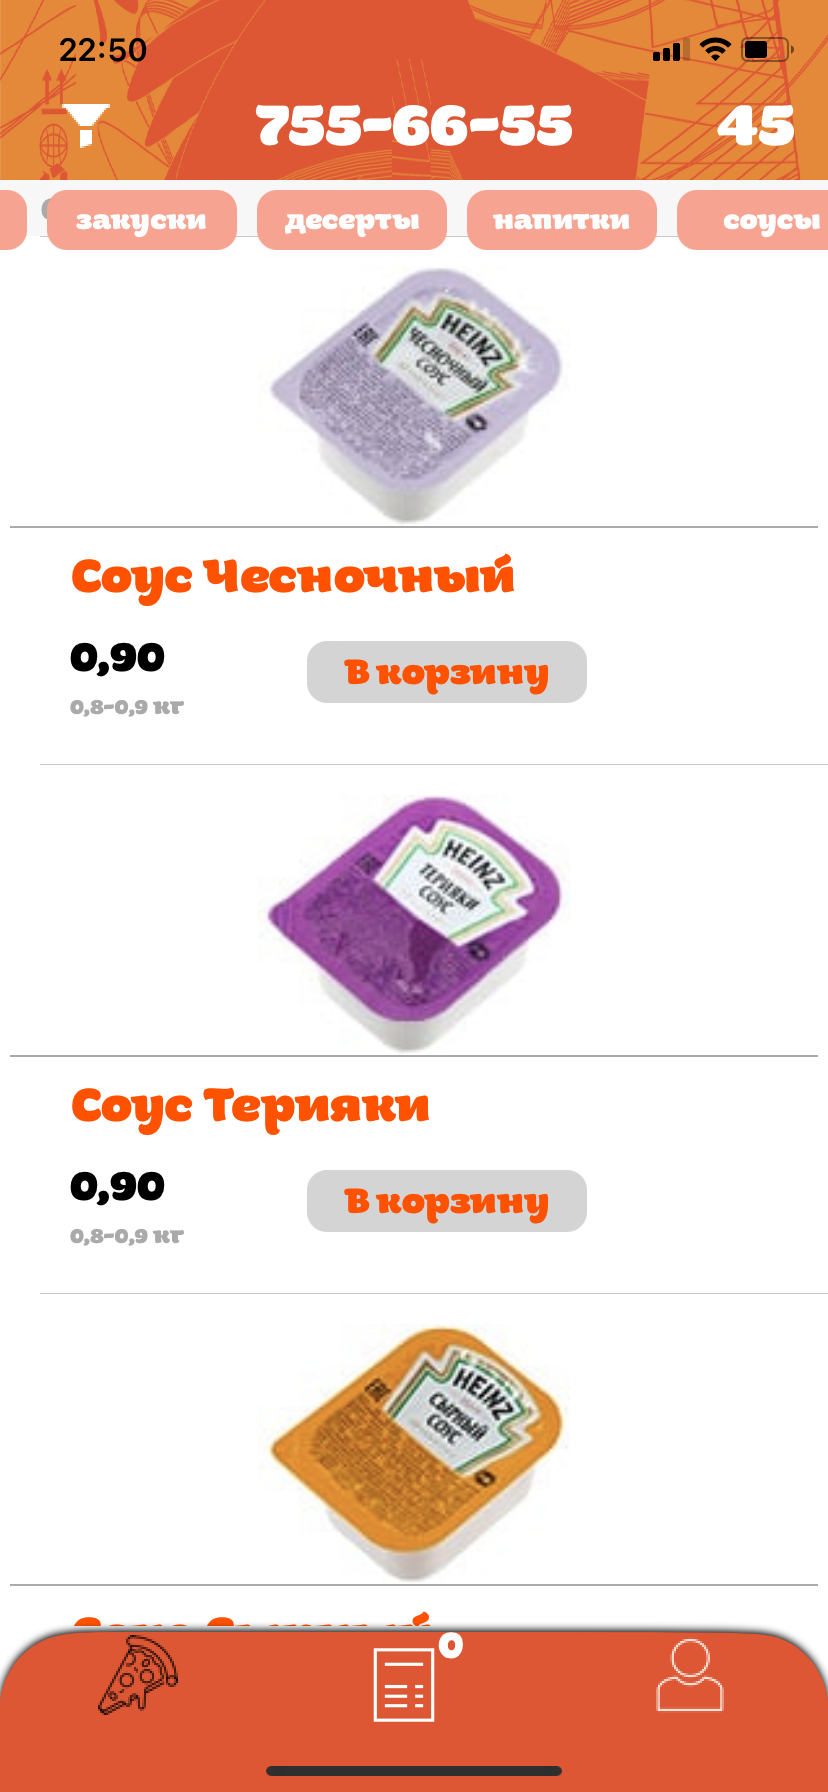 22:50
755-66-55
45
закуски
десерты
напитки
соусы
HEINZ
ЧЕСНОЧНЫЙ
СОУС
Соус Чесночный
0,90
В корзину
0,8-0,9 кг
HEINZ
ТЕРИЯКИ
СОУС
Соус Терияки
0,90
В корзину
0,8-0,9 кг
HEINZ
СЫРНЫЙ
СОУС
0